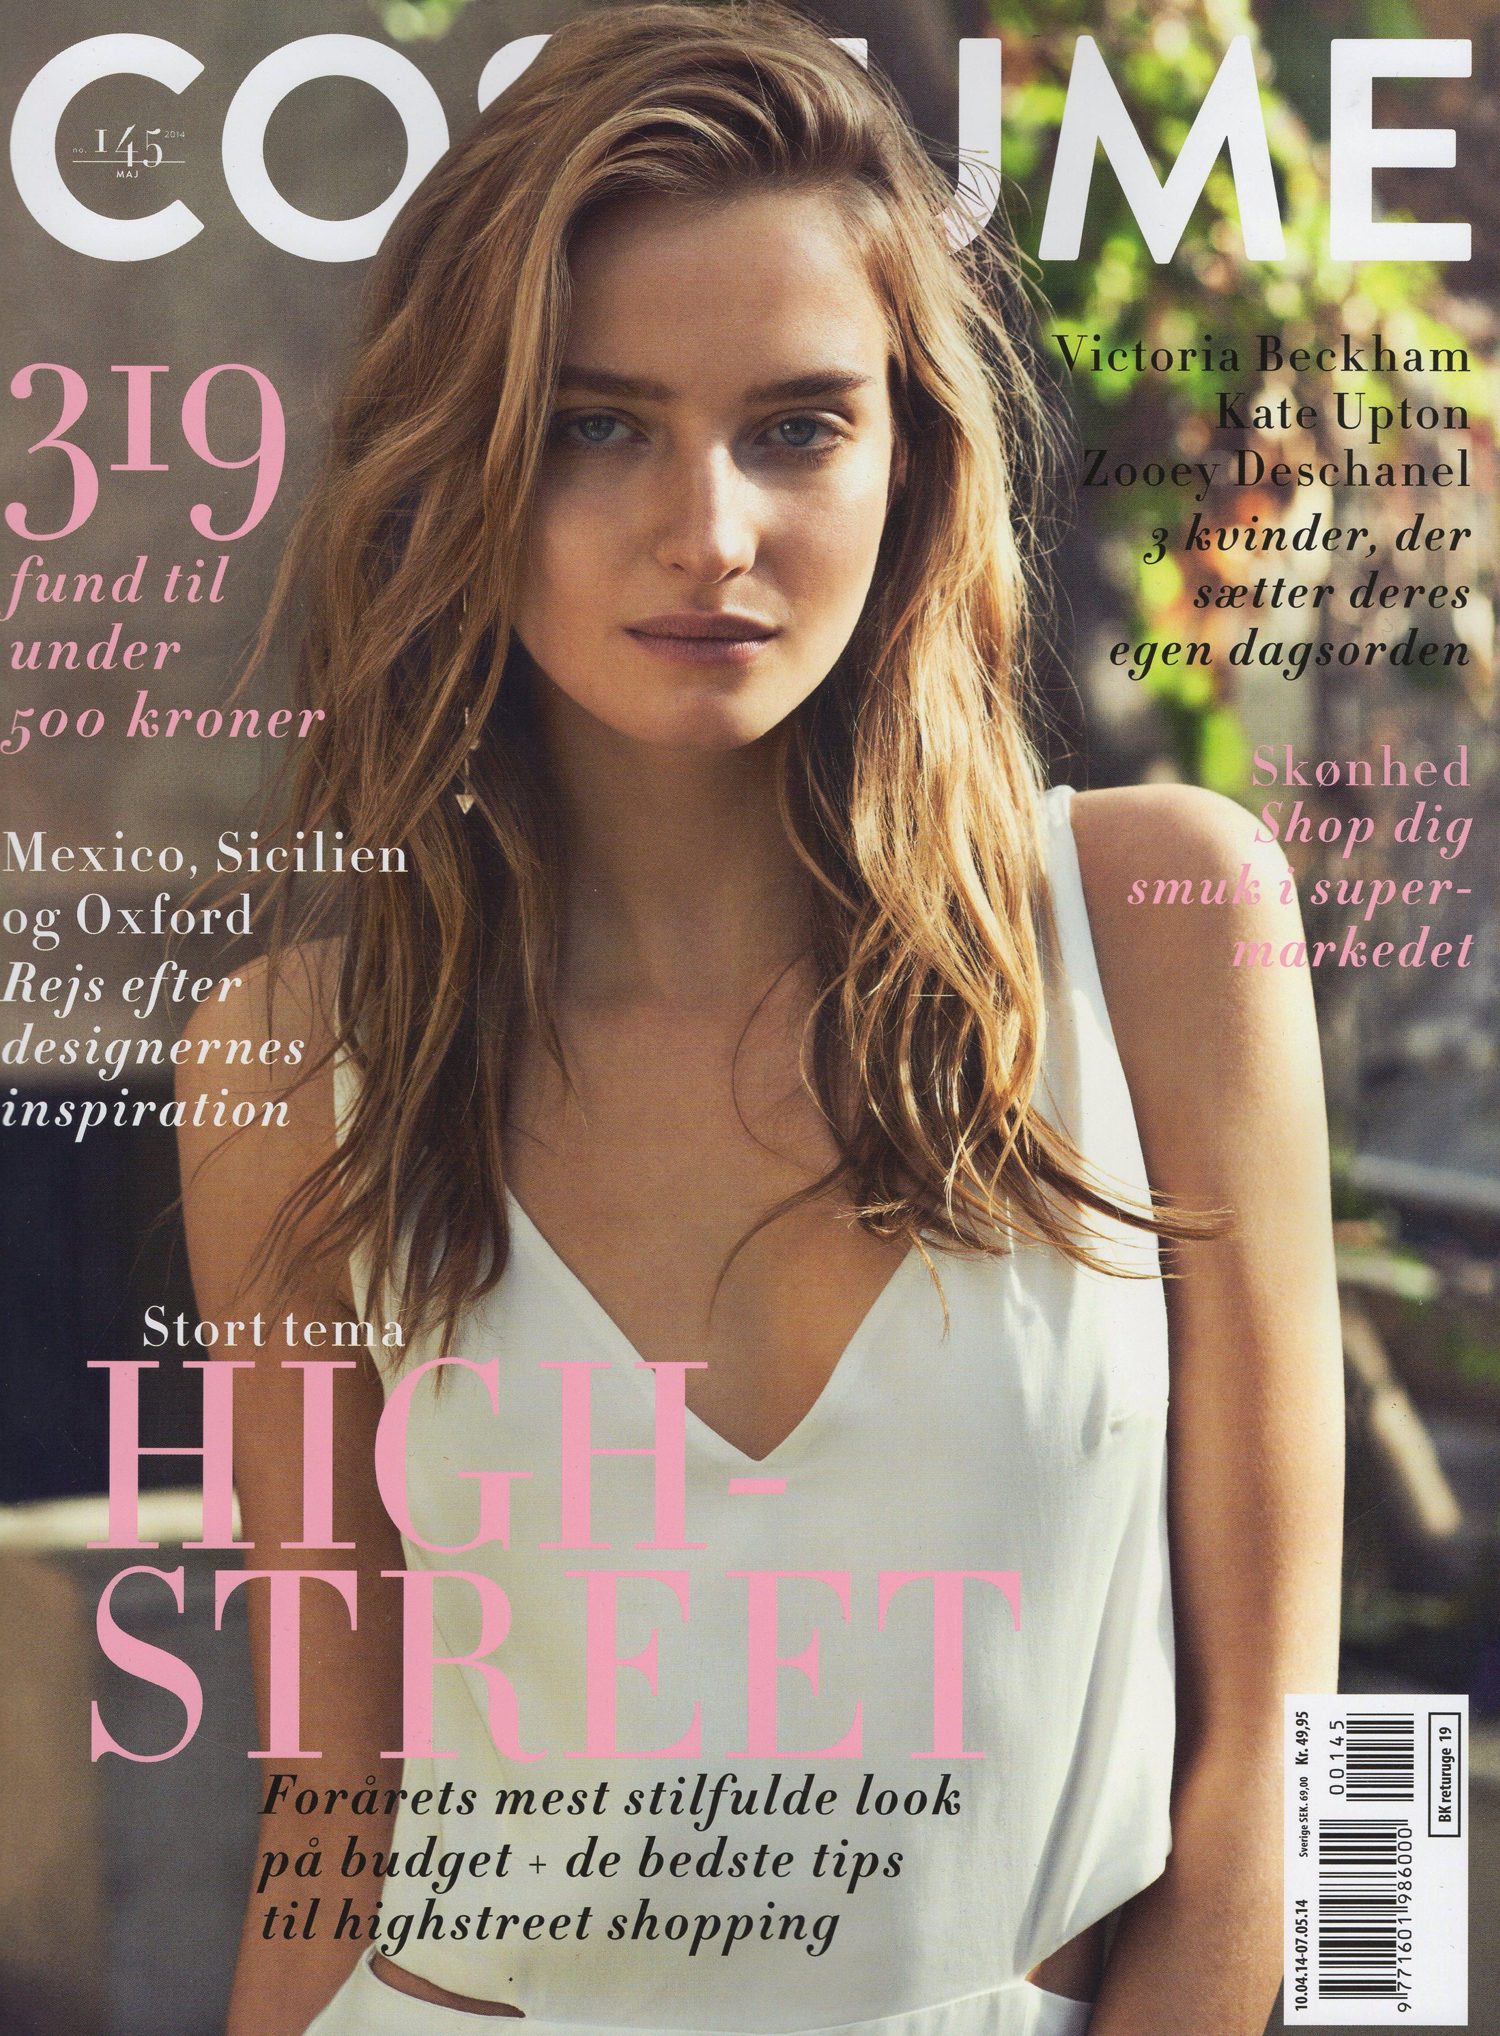 COSTUME
no. 145 2014
MAJ
319
fund til
under
500 kroner
Mexico, Sicilien
og Oxford
Rejs efter
designernes
inspiration
Victoria Beckham
Kate Upton
Zooey Deschanel
3 kvinder, der
sætter deres
egen dagsorden
Skønhed
Shop dig
smuk i super-
markedet
Stort tema
HIGH-
STREET
Forårets mest stilfulde look
på budget + de bedste tips
til highstreet shopping
10.04.14-07.05.14 Sverige SEK. 69,00 Kr. 49,95
9 771601 986000
00145
BK returuge 19